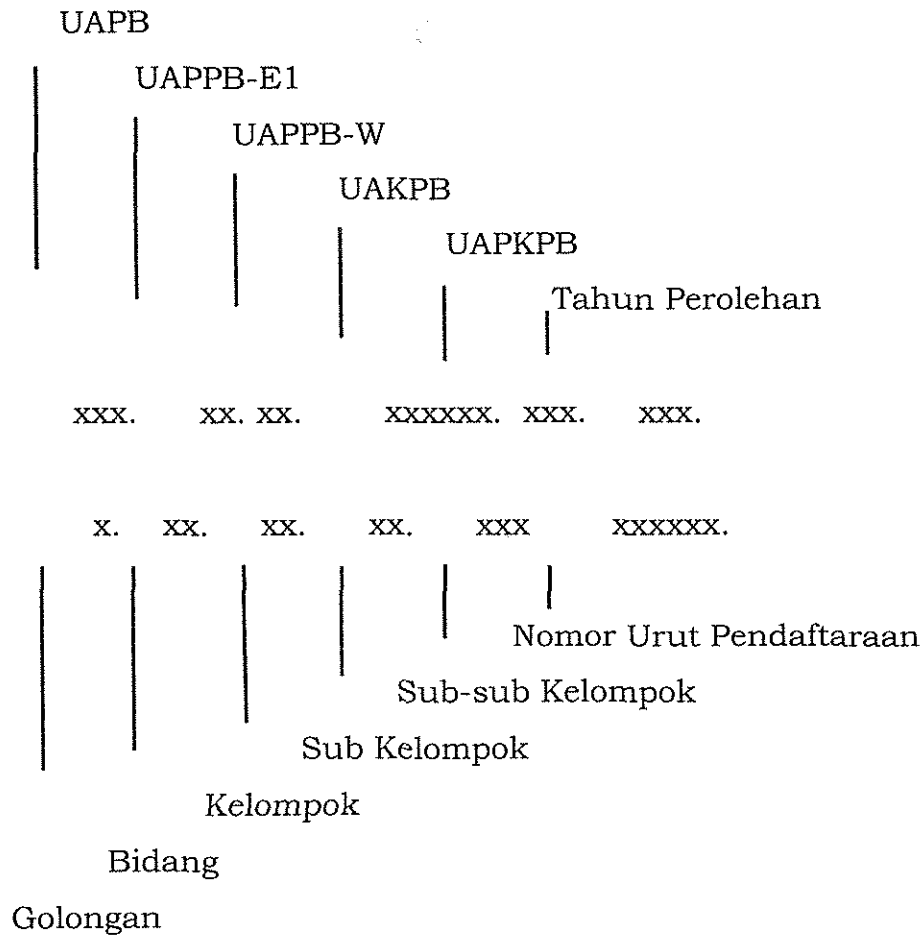 UAPB
UAPPB-E1
UAPPB-W
UAKPB
UAPKPB
Tahun Perolehan
xxx. xx. xx. xxxxxx. xxx. xxx.
x. xx. xx. xx. xxx xxxxxx.
Nomor Urut Pendaftaraan
Sub-sub Kelompok
Sub Kelompok
Kelompok
Bidang
Golongan